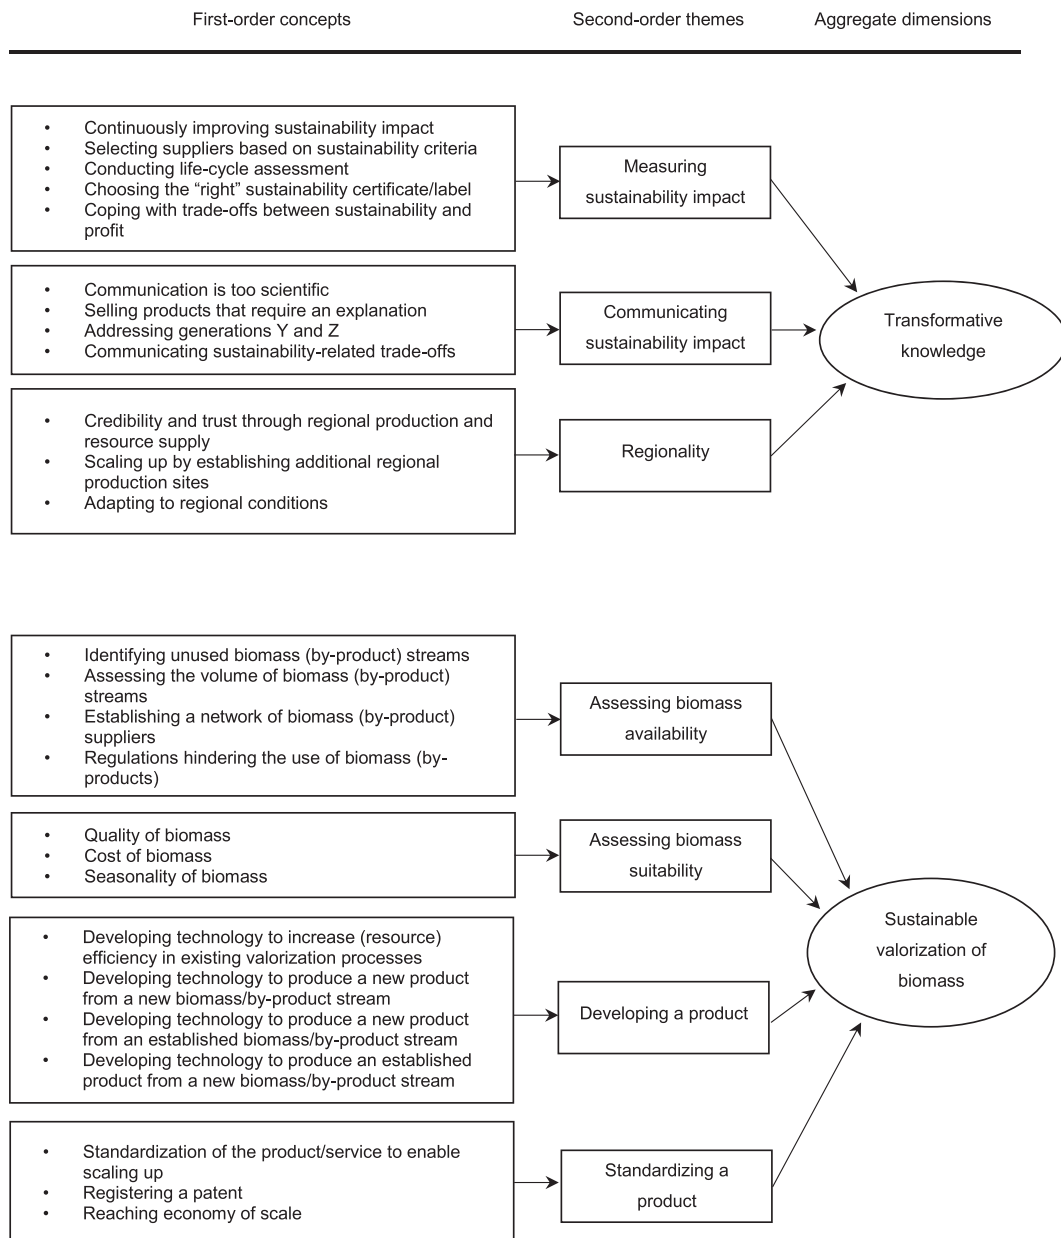 First-order concepts
Second-order themes
Aggregate dimensions
• Continuously improving sustainability impact
• Selecting suppliers based on sustainability criteria
• Conducting life-cycle assessment
• Choosing the “right” sustainability certificate/label
• Coping with trade-offs between sustainability and
profit
Measuring
sustainability impact
• Communication is too scientific
• Selling products that require an explanation
• Addressing generations Y and Z
• Communicating sustainability-related trade-offs
Communicating
sustainability impact
Transformative
knowledge
• Credibility and trust through regional production and
resource supply
• Scaling up by establishing additional regional
production sites
• Adapting to regional conditions
Regionality
• Identifying unused biomass (by-product) streams
• Assessing the volume of biomass (by-product)
streams
• Establishing a network of biomass (by-product)
suppliers
• Regulations hindering the use of biomass (by-
products)
Assessing biomass
availability
• Quality of biomass
• Cost of biomass
• Seasonality of biomass
Assessing biomass
suitability
Sustainable
valorization of
biomass
• Developing technology to increase (resource)
efficiency in existing valorization processes
• Developing technology to produce a new product
from a new biomass/by-product stream
• Developing technology to produce a new product
from an established biomass/by-product stream
• Developing technology to produce an established
product from a new biomass/by-product stream
Developing a product
• Standardization of the product/service to enable
scaling up
• Registering a patent
• Reaching economy of scale
Standardizing a
product